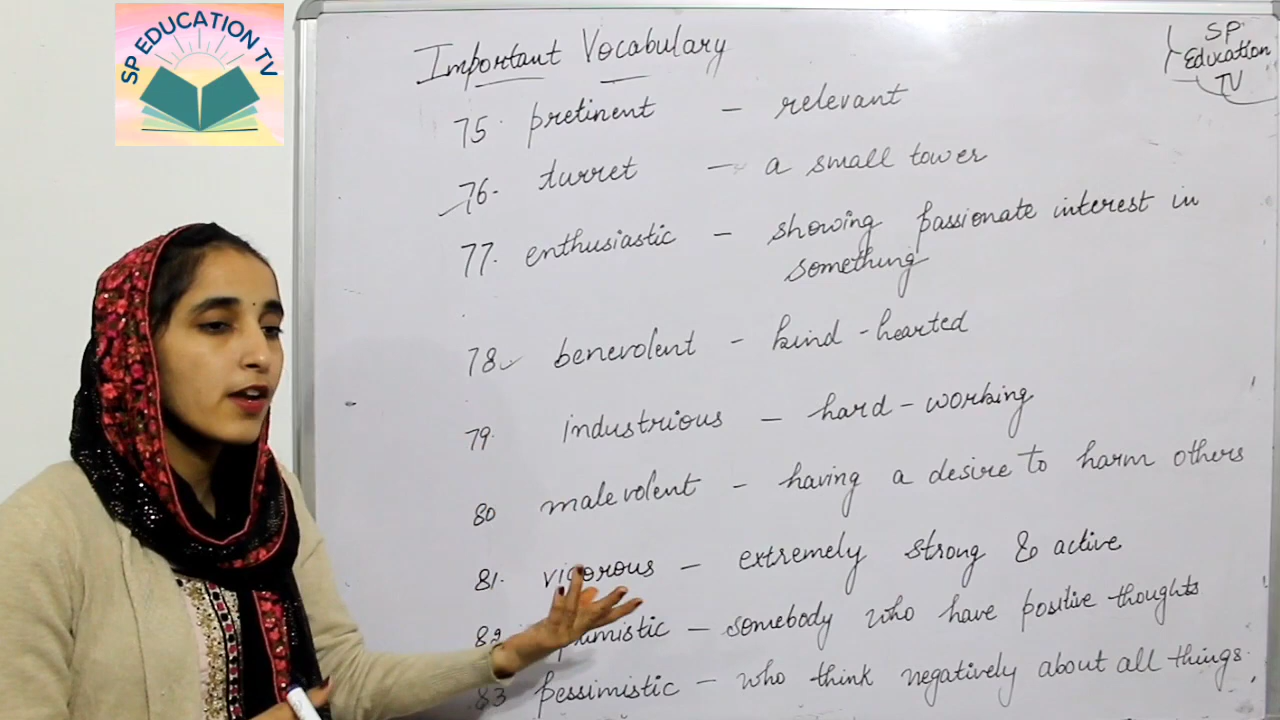 SP EDUCATION TV
Important Vocabulary
SP
Education
TV
75. pretinent – relevant
76. turret – a small tower
77. enthusiastic – showing passionate interest in
something
78. benevolent – kind-hearted
79. industrious – hard-working
80 malevolent – having a desire to harm others
81. vigorous – extremely strong & active
82 – somebody who have positive thoughts
83 pessimistic – who think negatively about all things.